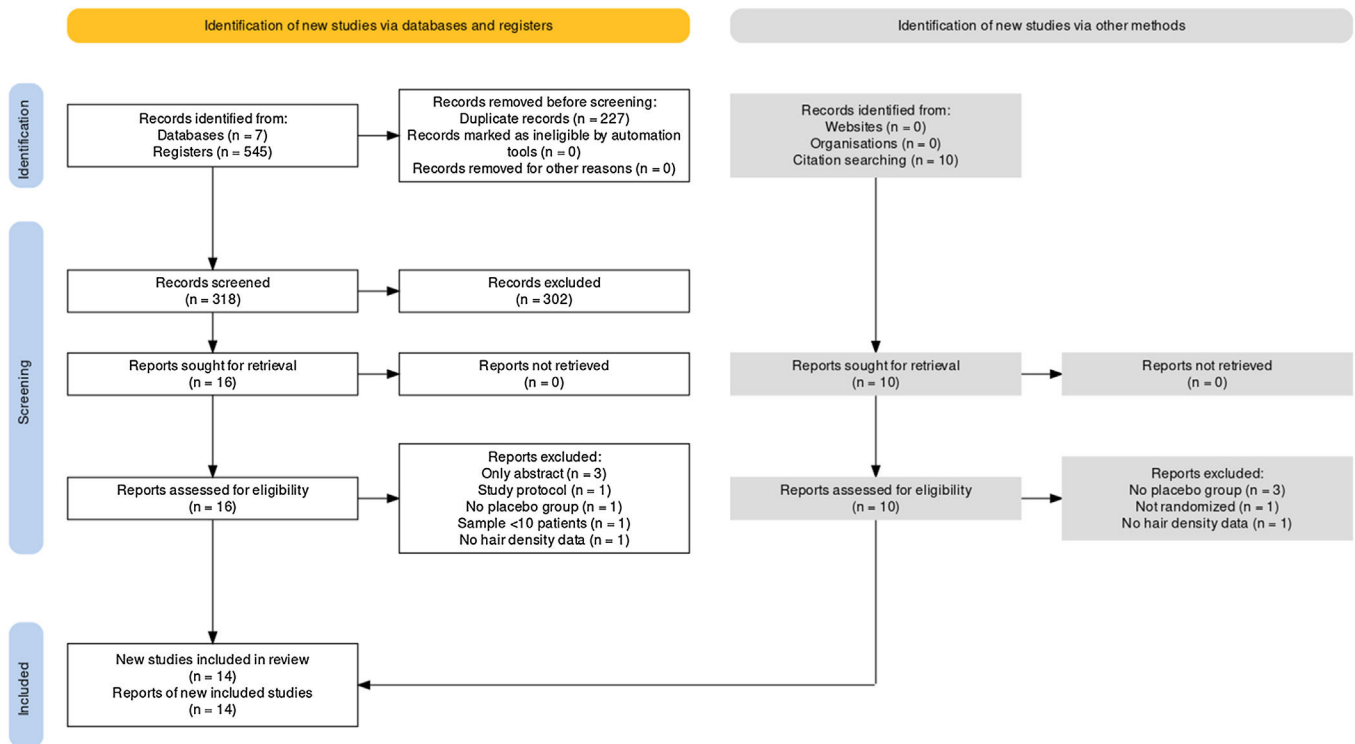 Identification of new studies via databases and registers
Identification of new studies via other methods
Identification
Records identified from:
Databases (n = 7)
Registers (n = 545)
Records removed before screening:
Duplicate records (n = 227)
Records marked as ineligible by automation
tools (n = 0)
Records removed for other reasons (n = 0)
Records identified from:
Websites (n = 0)
Organisations (n = 0)
Citation searching (n = 10)
Screening
Records screened
(n = 318)
Records excluded
(n = 302)
Reports sought for retrieval
(n = 16)
Reports not retrieved
(n = 0)
Reports sought for retrieval
(n = 10)
Reports not retrieved
(n = 0)
Reports assessed for eligibility
(n = 16)
Reports excluded:
Only abstract (n = 3)
Study protocol (n = 1)
No placebo group (n = 1)
Sample <10 patients (n = 1)
No hair density data (n = 1)
Reports assessed for eligibility
(n = 10)
Reports excluded:
No placebo group (n = 3)
Not randomized (n = 1)
No hair density data (n = 1)
Included
New studies included in review
(n = 14)
Reports of new included studies
(n = 14)